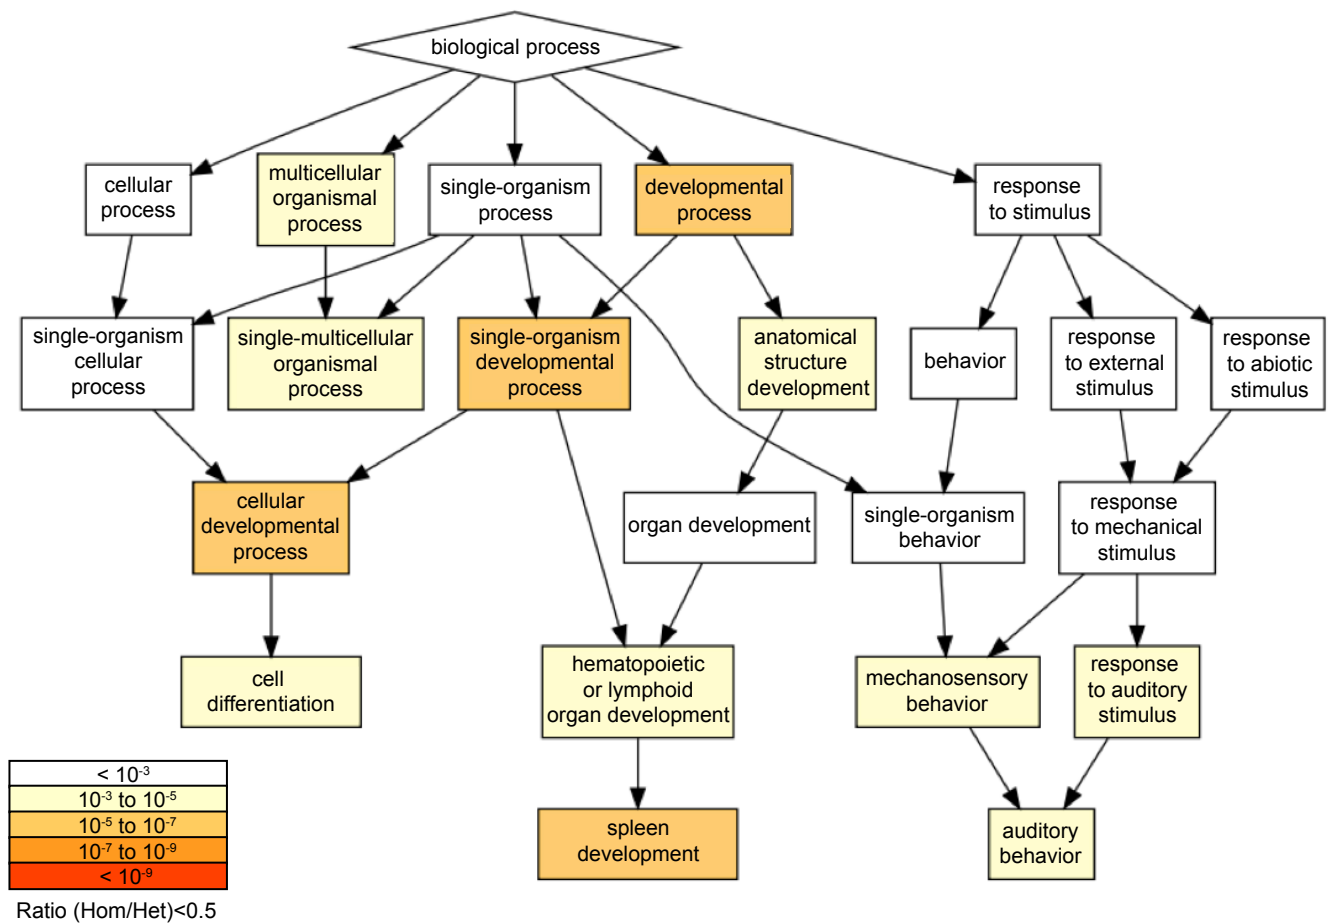 biological process
cellular
process
multicellular
organismal
process
single-organism
process
developmental
process
response
to stimulus
single-organism
cellular
process
single-multicellular
organismal
process
single-organism
developmental
process
anatomical
structure
development
behavior
response
to external
stimulus
response
to abiotic
stimulus
cellular
developmental
process
organ development
single-organism
behavior
response
to mechanical
stimulus
cell
differentiation
hematopoietic
or lymphoid
organ development
mechanosensory
behavior
response
to auditory
stimulus
spleen
development
auditory
behavior
< 10⁻³
10⁻³ to 10⁻⁵
10⁻⁵ to 10⁻⁷
10⁻⁷ to 10⁻⁹
< 10⁻⁹
Ratio (Hom/Het)<0.5